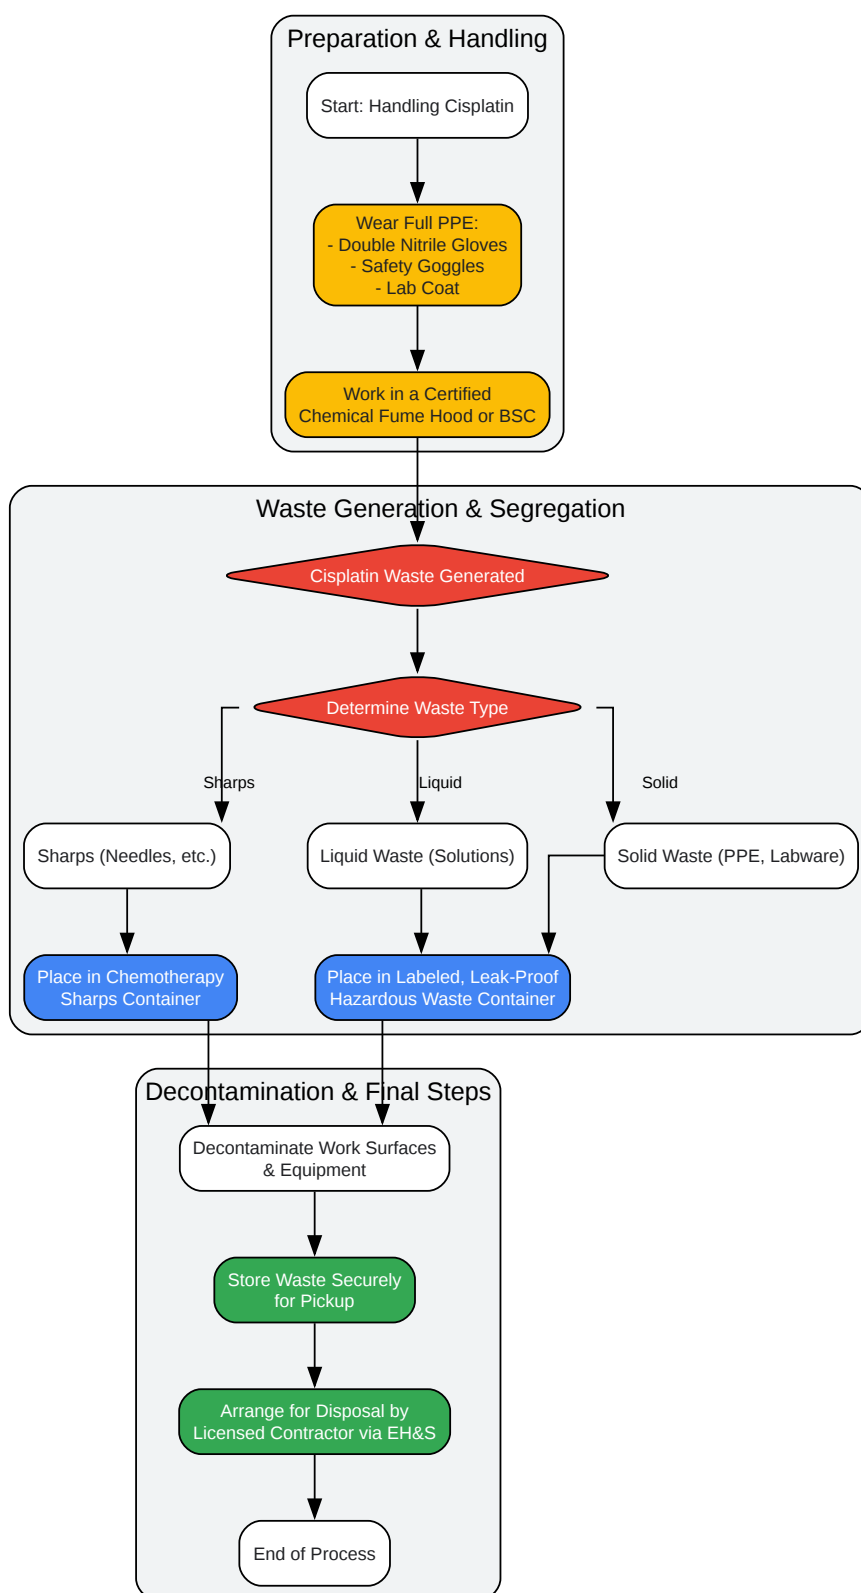 Preparation & Handling
Start: Handling Cisplatin
Wear Full PPE:
- Double Nitrile Gloves
- Safety Goggles
- Lab Coat
Work in a Certified
Chemical Fume Hood or BSC
Waste Generation & Segregation
Cisplatin Waste Generated
Determine Waste Type
Sharps
Liquid
Solid
Sharps (Needles, etc.)
Liquid Waste (Solutions)
Solid Waste (PPE, Labware)
Place in Chemotherapy
Sharps Container
Place in Labeled, Leak-Proof
Hazardous Waste Container
Decontamination & Final Steps
Decontaminate Work Surfaces
& Equipment
Store Waste Securely
for Pickup
Arrange for Disposal by
Licensed Contractor via EH&S
End of Process